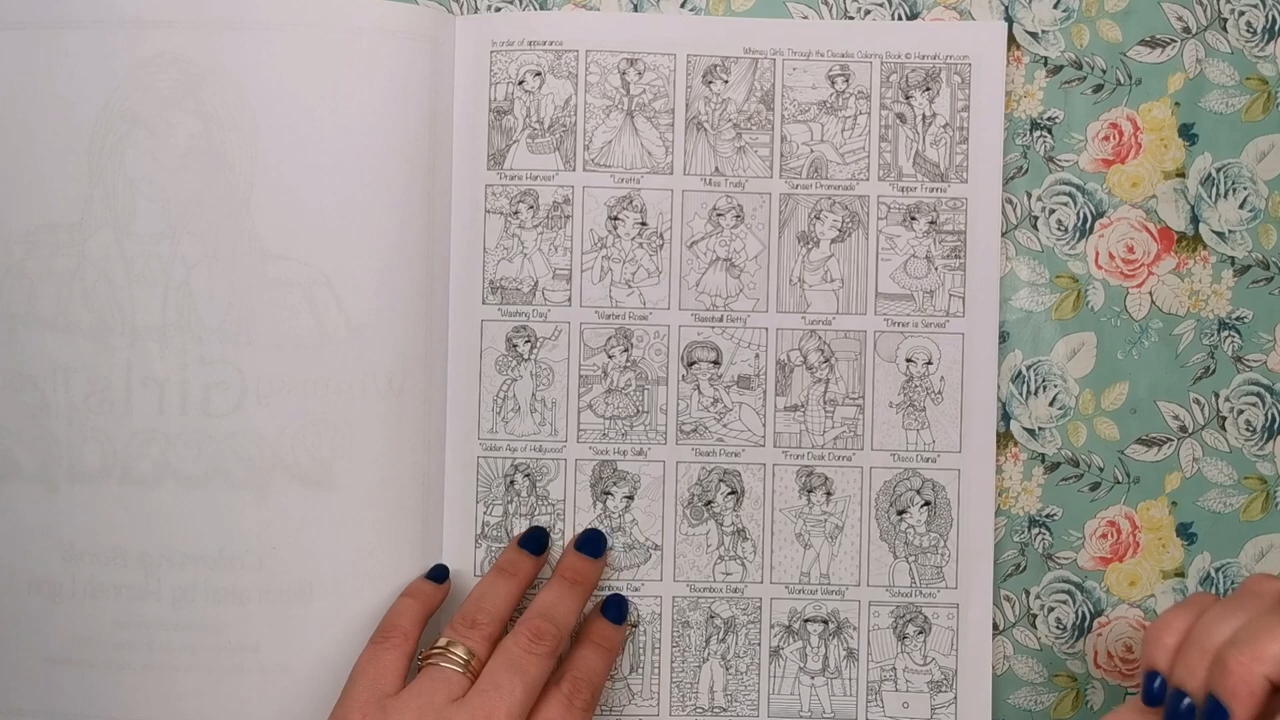 In order of appearance
Whimsy Girls Through the Decades Coloring Book © HannahLynn.com
"Prairie Harvest" "Loretta" "Miss Trudy" "Sunset Promenade" "Flapper Frannie"
"Washing Day" "Warbird Rosie" "Baseball Betty" "Lucinda" "Dinner is Served"
"Golden Age of Hollywood" "Sock Hop Sally" "Beach Picnic" "Front Desk Donna" "Disco Diana"
Rae" "Boombox Baby" "Workout Wendy" "School Photo"